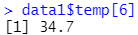 > data1$temp[6]
[1] 34.7